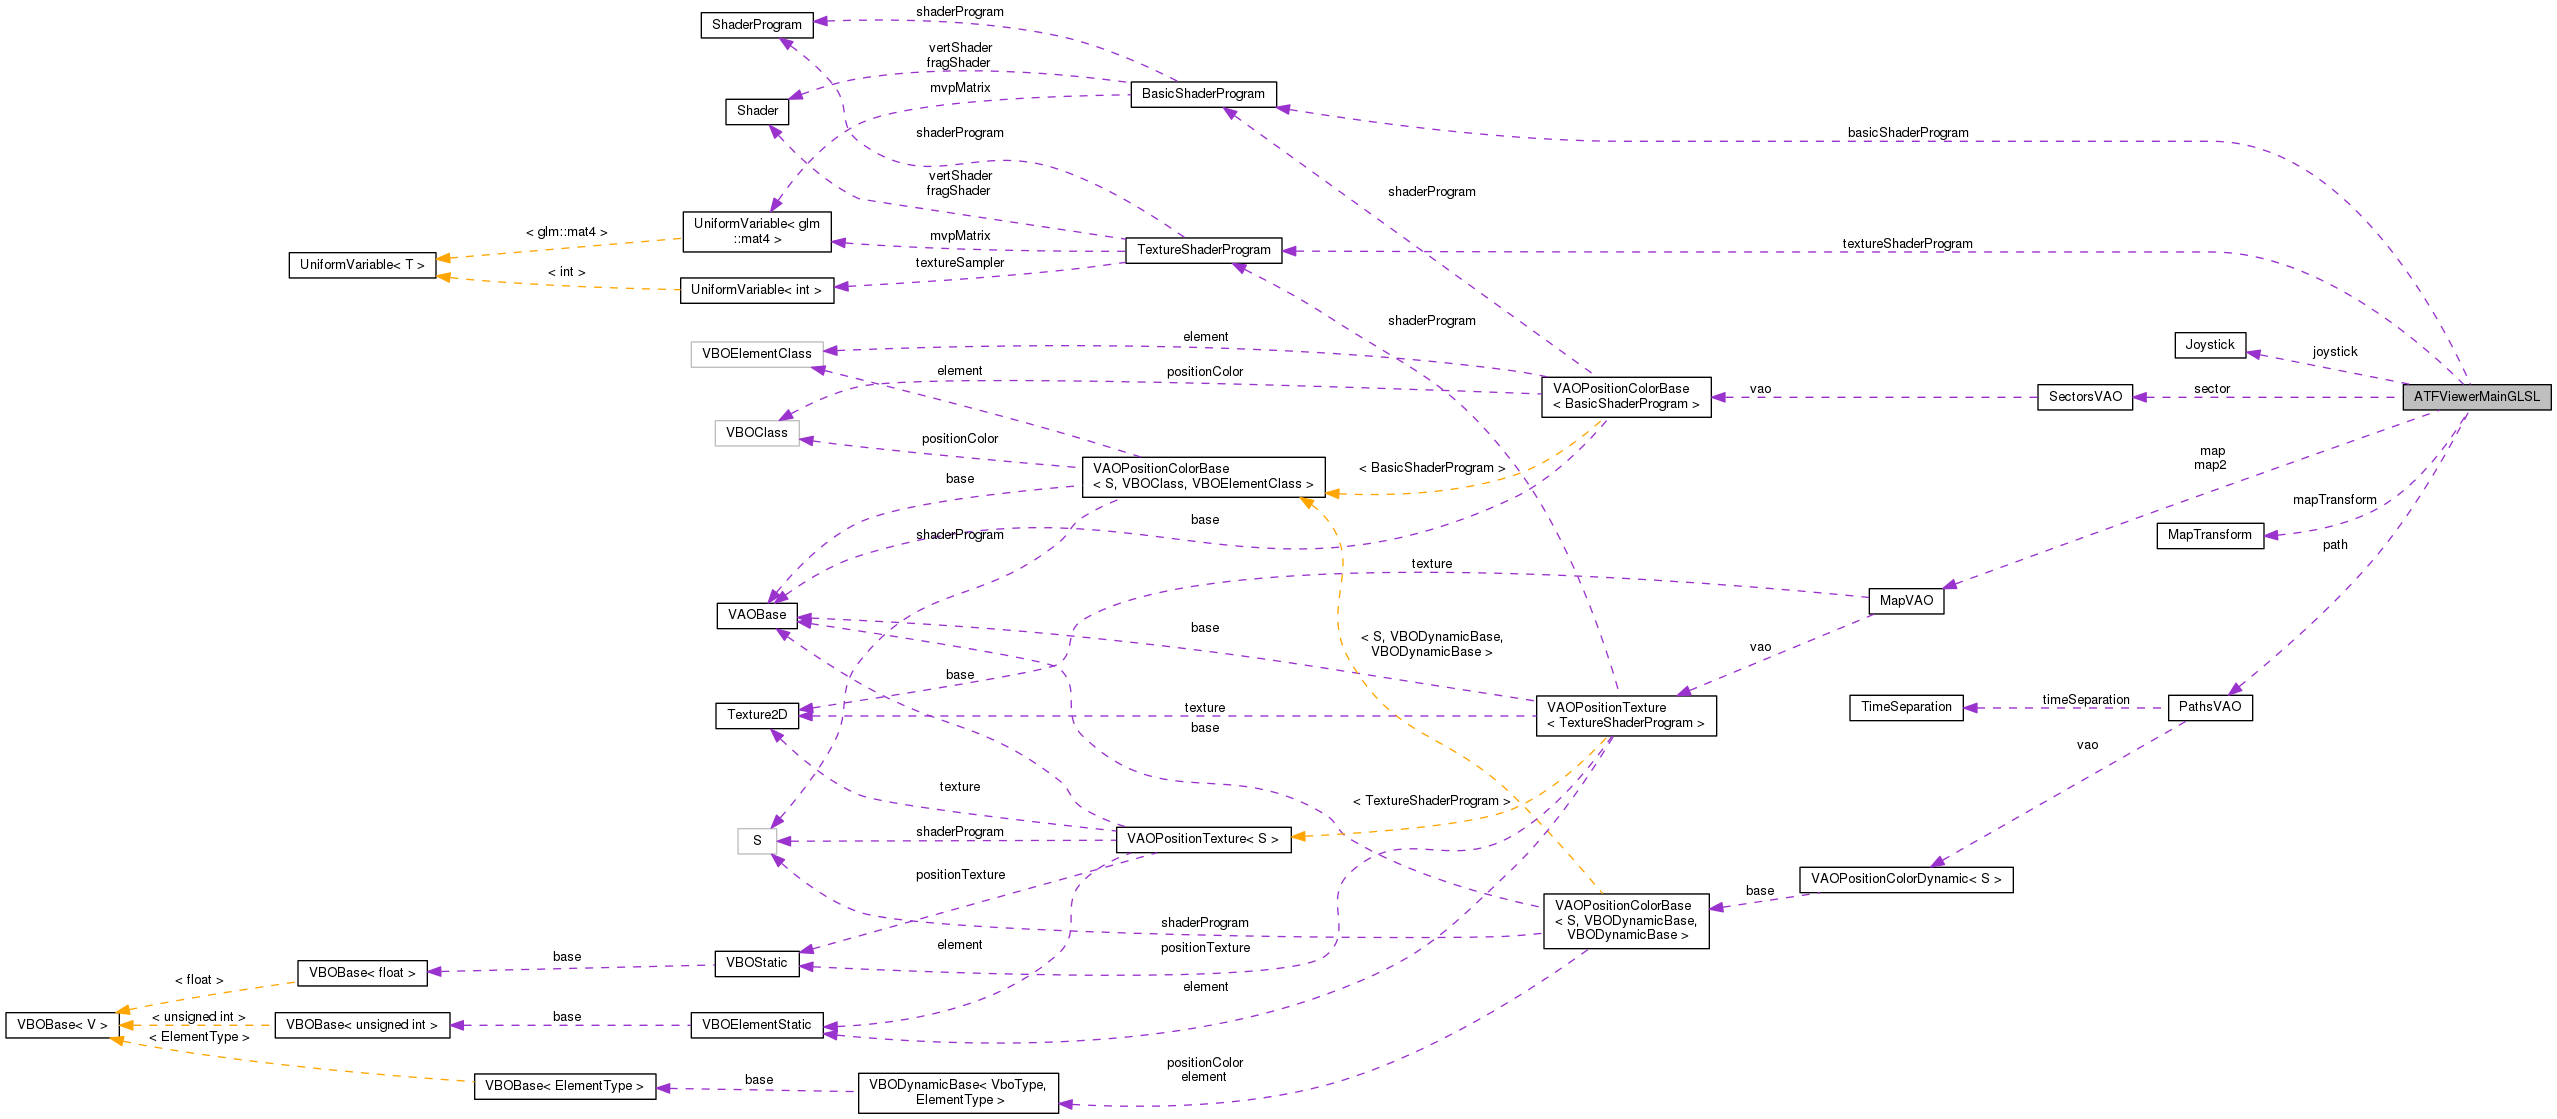 shaderProgram
ShaderProgram
vertShader
fragShader
mvpMatrix
BasicShaderProgram
Shader
shaderProgram
basicShaderProgram
vertShader
fragShader
shaderProgram
UniformVariable< glm
::mat4 >
< glm::mat4 >
mvpMatrix
TextureShaderProgram
textureShaderProgram
UniformVariable< T >
textureSampler
< int >
UniformVariable< int >
shaderProgram
element
Joystick
joystick
VBOElementClass
element
positionColor
VAOPositionColorBase
< BasicShaderProgram >
vao
SectorsVAO
sector
ATFViewerMainGLSL
VBOClass
positionColor
map
map2
VAOPositionColorBase
< S, VBOClass, VBOElementClass >
< BasicShaderProgram >
base
mapTransform
base
shaderProgram
MapTransform
path
texture
VAOBase
MapVAO
base
< S, VBODynamicBase,
VBODynamicBase >
vao
base
Texture2D
texture
base
VAOPositionTexture
< TextureShaderProgram >
TimeSeparation
timeSeparation
PathsVAO
vao
texture
< TextureShaderProgram >
S
shaderProgram
VAOPositionTexture< S >
positionTexture
VAOPositionColorDynamic< S >
base
VAOPositionColorBase
< S, VBODynamicBase,
VBODynamicBase >
shaderProgram
element
positionTexture
base
VBOStatic
VBOBase< float >
< float >
element
VBOBase< V >
< unsigned int >
VBOBase< unsigned int >
base
VBOElementStatic
< ElementType >
positionColor
element
VBOBase< ElementType >
base
VBODynamicBase< VboType,
ElementType >